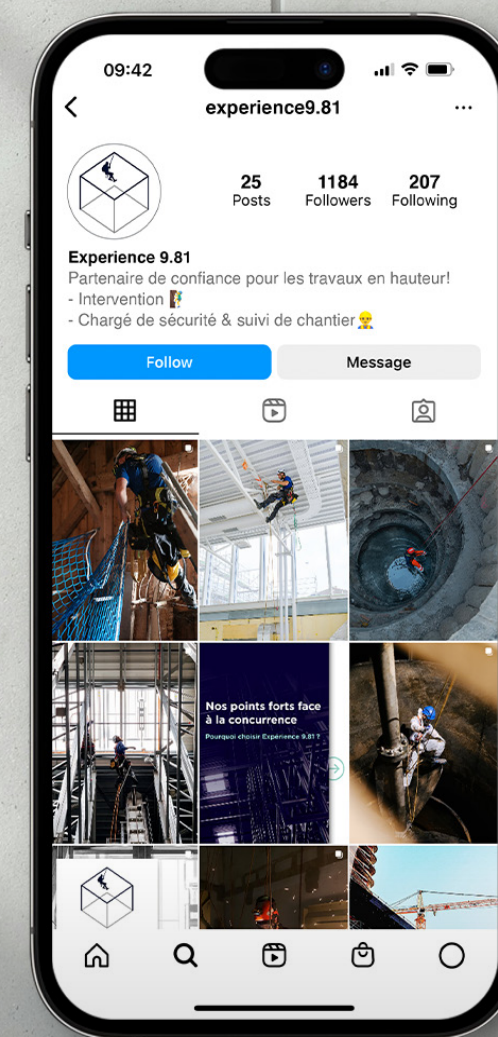 09:42
experience9.81
25 1184 207
Posts Followers Following
Experience 9.81
Partenaire de confiance pour les travaux en hauteur!
- Intervention 🧗
- Chargé de sécurité & suivi de chantier👷
Follow Message
Nos points forts face
à la concurrence
Pourquoi choisir Expérience 9.81 ?